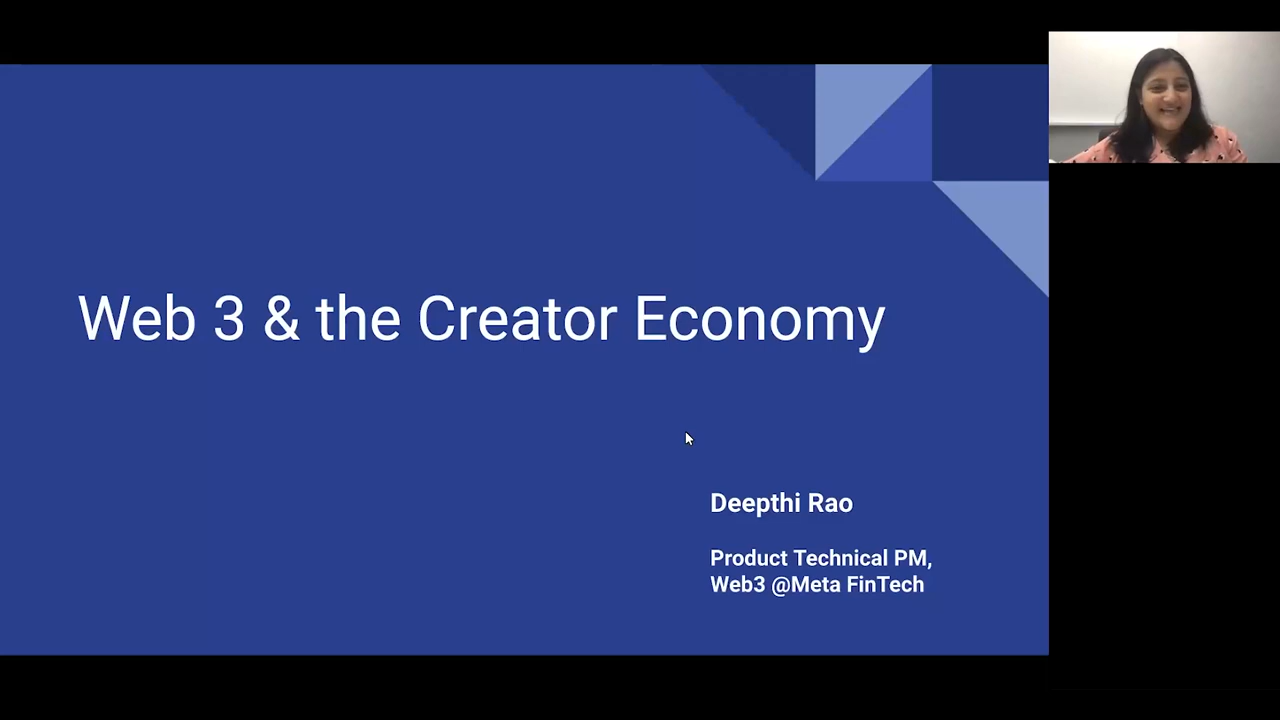 Web 3 & the Creator Economy
Deepthi Rao
Product Technical PM,
Web3 @Meta FinTech